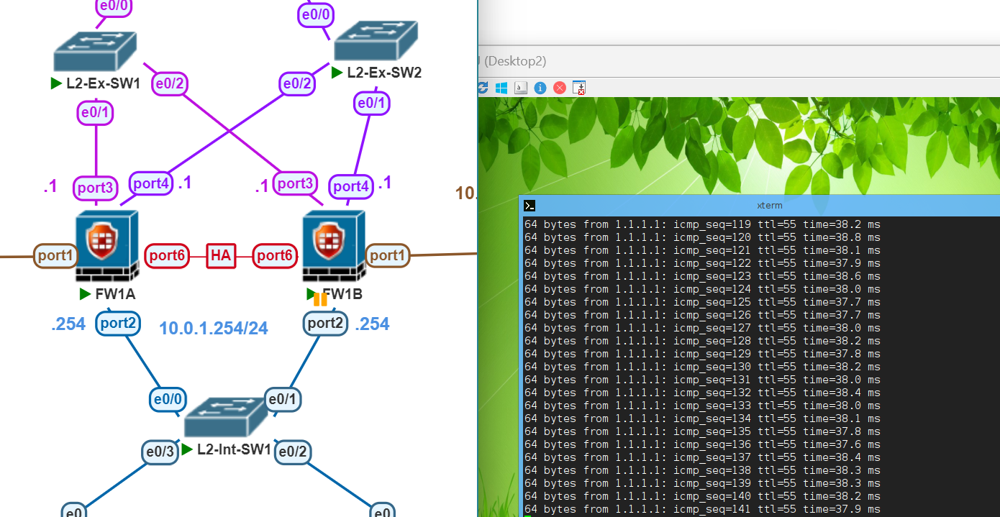 e0/0
e0/0
L2-Ex-SW1
L2-Ex-SW2
e0/2
e0/2
e0/1
e0/1
.1
port3
port4
.1
.1
port3
port4
.1
10.
port1
port6
HA
port6
port1
FW1A
FW1B
.254
port2
10.0.1.254/24
port2
.254
e0/0
e0/1
e0/3
L2-Int-SW1
e0/2
e0
e0
(Desktop2)
xterm
64 bytes from 1.1.1.1: icmp_seq=119 ttl=55 time=38.2 ms
64 bytes from 1.1.1.1: icmp_seq=120 ttl=55 time=38.8 ms
64 bytes from 1.1.1.1: icmp_seq=121 ttl=55 time=38.1 ms
64 bytes from 1.1.1.1: icmp_seq=122 ttl=55 time=37.9 ms
64 bytes from 1.1.1.1: icmp_seq=123 ttl=55 time=38.6 ms
64 bytes from 1.1.1.1: icmp_seq=124 ttl=55 time=38.0 ms
64 bytes from 1.1.1.1: icmp_seq=125 ttl=55 time=37.7 ms
64 bytes from 1.1.1.1: icmp_seq=126 ttl=55 time=37.7 ms
64 bytes from 1.1.1.1: icmp_seq=127 ttl=55 time=38.0 ms
64 bytes from 1.1.1.1: icmp_seq=128 ttl=55 time=38.2 ms
64 bytes from 1.1.1.1: icmp_seq=129 ttl=55 time=37.8 ms
64 bytes from 1.1.1.1: icmp_seq=130 ttl=55 time=38.2 ms
64 bytes from 1.1.1.1: icmp_seq=131 ttl=55 time=38.0 ms
64 bytes from 1.1.1.1: icmp_seq=132 ttl=55 time=38.4 ms
64 bytes from 1.1.1.1: icmp_seq=133 ttl=55 time=38.0 ms
64 bytes from 1.1.1.1: icmp_seq=134 ttl=55 time=38.1 ms
64 bytes from 1.1.1.1: icmp_seq=135 ttl=55 time=37.8 ms
64 bytes from 1.1.1.1: icmp_seq=136 ttl=55 time=37.6 ms
64 bytes from 1.1.1.1: icmp_seq=137 ttl=55 time=38.4 ms
64 bytes from 1.1.1.1: icmp_seq=138 ttl=55 time=38.3 ms
64 bytes from 1.1.1.1: icmp_seq=139 ttl=55 time=38.3 ms
64 bytes from 1.1.1.1: icmp_seq=140 ttl=55 time=38.2 ms
64 bytes from 1.1.1.1: icmp_seq=141 ttl=55 time=37.9 ms